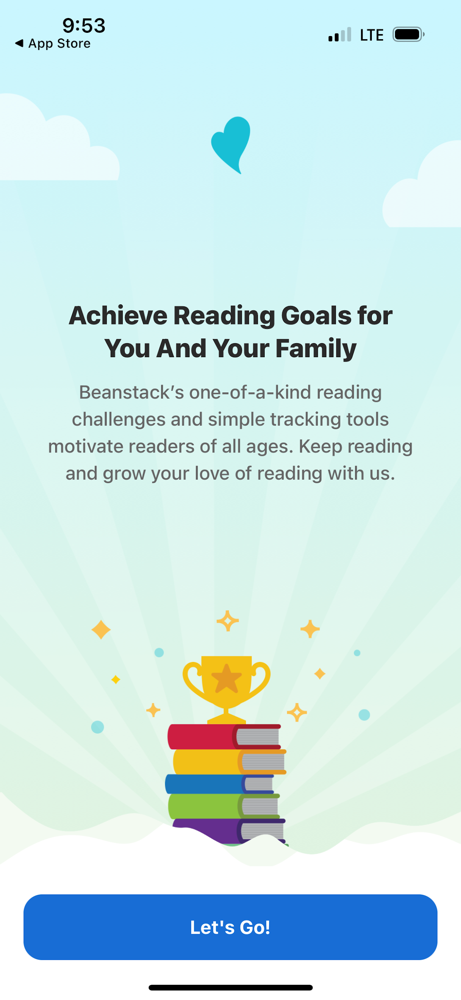 9:53
◀ App Store
LTE
Achieve Reading Goals for
You And Your Family
Beanstack’s one-of-a-kind reading
challenges and simple tracking tools
motivate readers of all ages. Keep reading
and grow your love of reading with us.
Let's Go!